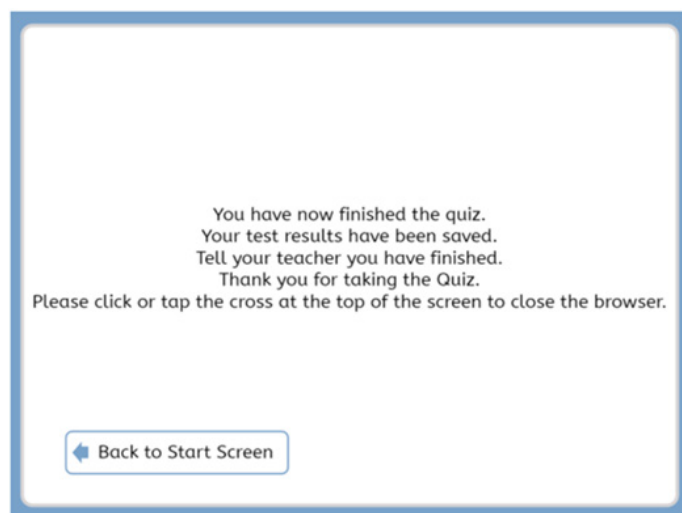 You have now finished the quiz.
Your test results have been saved.
Tell your teacher you have finished.
Thank you for taking the Quiz.
Please click or tap the cross at the top of the screen to close the browser.
Back to Start Screen